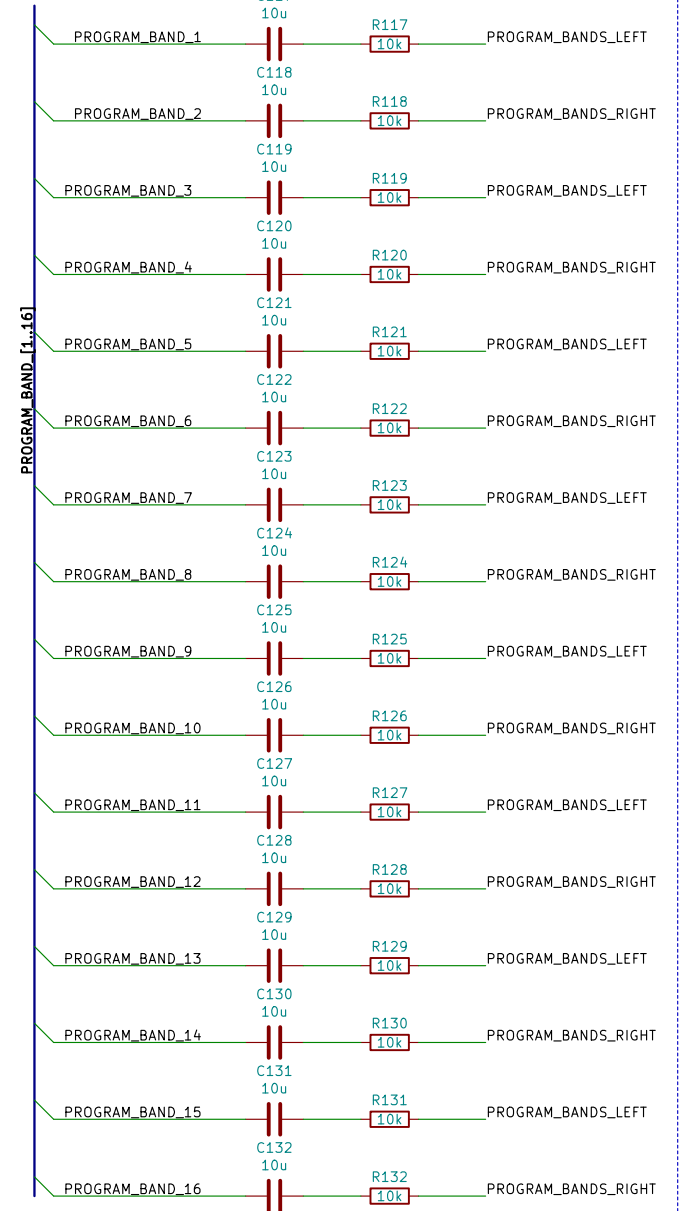 10u
R117
PROGRAM_BAND_1
10k
PROGRAM_BANDS_LEFT
C118
10u
R118
PROGRAM_BAND_2
10k
PROGRAM_BANDS_RIGHT
C119
10u
R119
PROGRAM_BAND_3
10k
PROGRAM_BANDS_LEFT
C120
10u
R120
PROGRAM_BAND_4
10k
PROGRAM_BANDS_RIGHT
PROGRAM_BAND_[1..16]
C121
10u
R121
PROGRAM_BAND_5
10k
PROGRAM_BANDS_LEFT
C122
10u
R122
PROGRAM_BAND_6
10k
PROGRAM_BANDS_RIGHT
C123
10u
R123
PROGRAM_BAND_7
10k
PROGRAM_BANDS_LEFT
C124
10u
R124
PROGRAM_BAND_8
10k
PROGRAM_BANDS_RIGHT
C125
10u
R125
PROGRAM_BAND_9
10k
PROGRAM_BANDS_LEFT
C126
10u
R126
PROGRAM_BAND_10
10k
PROGRAM_BANDS_RIGHT
C127
10u
R127
PROGRAM_BAND_11
10k
PROGRAM_BANDS_LEFT
C128
10u
R128
PROGRAM_BAND_12
10k
PROGRAM_BANDS_RIGHT
C129
10u
R129
PROGRAM_BAND_13
10k
PROGRAM_BANDS_LEFT
C130
10u
R130
PROGRAM_BAND_14
10k
PROGRAM_BANDS_RIGHT
C131
10u
R131
PROGRAM_BAND_15
10k
PROGRAM_BANDS_LEFT
C132
10u
R132
PROGRAM_BAND_16
10k
PROGRAM_BANDS_RIGHT